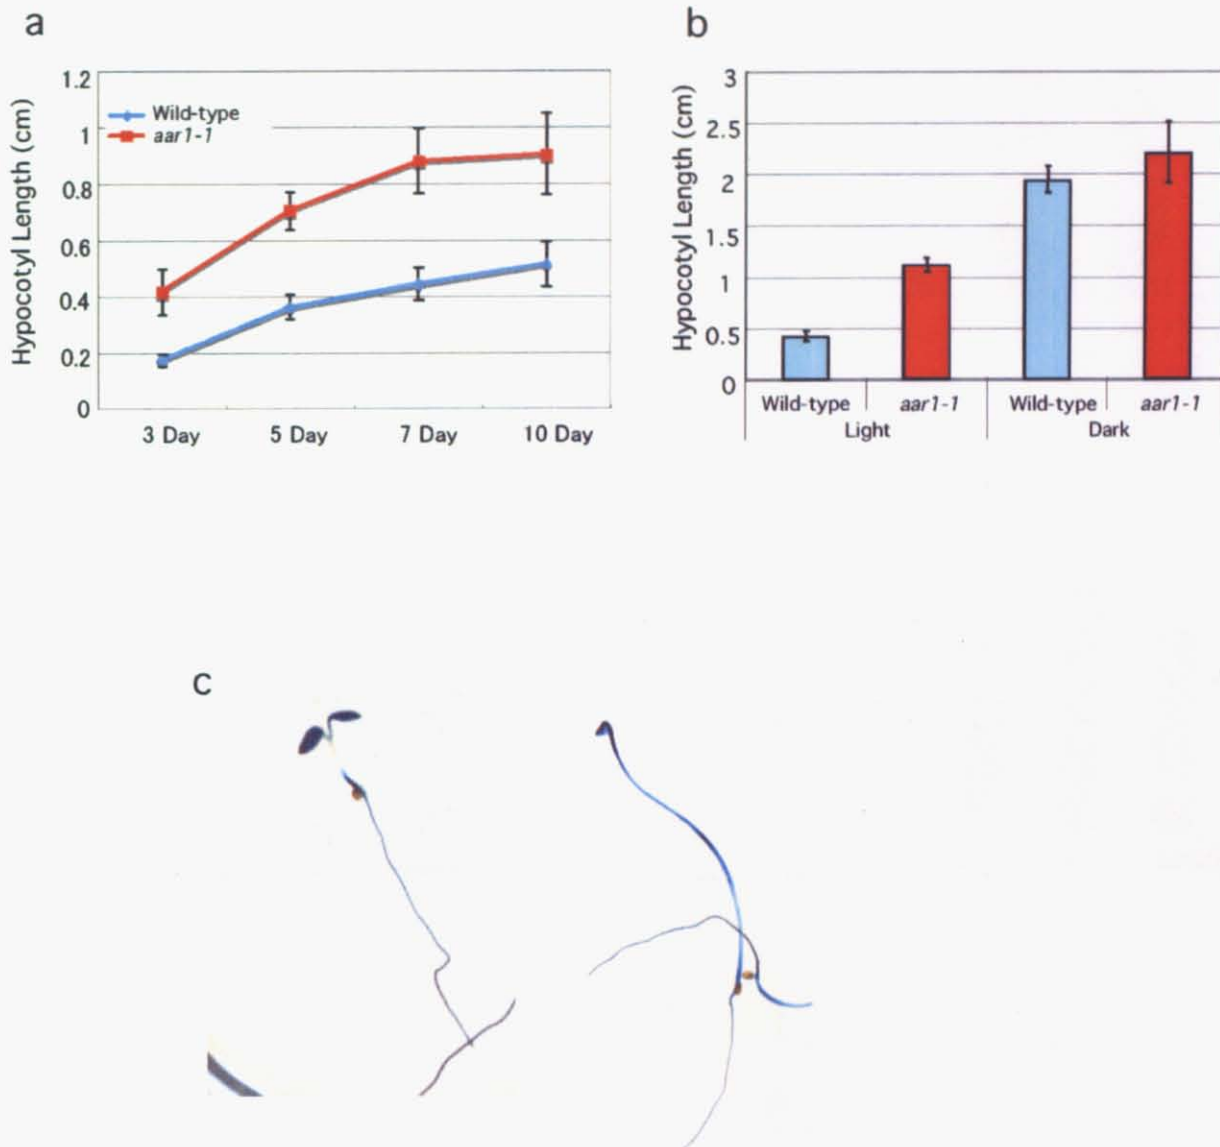 a
Hypocotyl Length (cm)
1.2
1
0.8
0.6
0.4
0.2
0
Wild-type
aar1-1
3 Day 5 Day 7 Day 10 Day
b
Hypocotyl Length (cm)
3
2.5
2
1.5
1
0.5
0
Wild-type aar1-1 Wild-type aar1-1
Light Dark
c